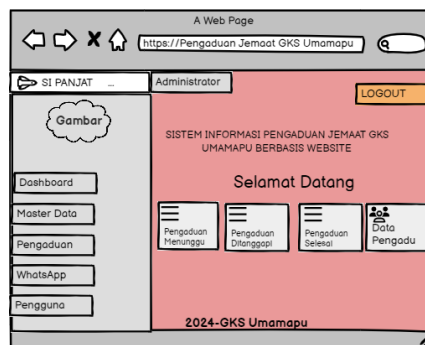 A Web Page
https://Pengaduan Jemaat GKS Umamapu
SI PANJAT ...
Administrator
LOGOUT
Gambar
SISTEM INFORMASI PENGADUAN JEMAAT GKS
UMAMAPU BERBASIS WEBSITE
Selamat Datang
Dashboard
Master Data
Pengaduan
WhatsApp
Pengguna
Pengaduan
Menunggu
Pengaduan
Ditanggapi
Pengaduan
Selesai
Data
Pengadu
2024-GKS Umamapu